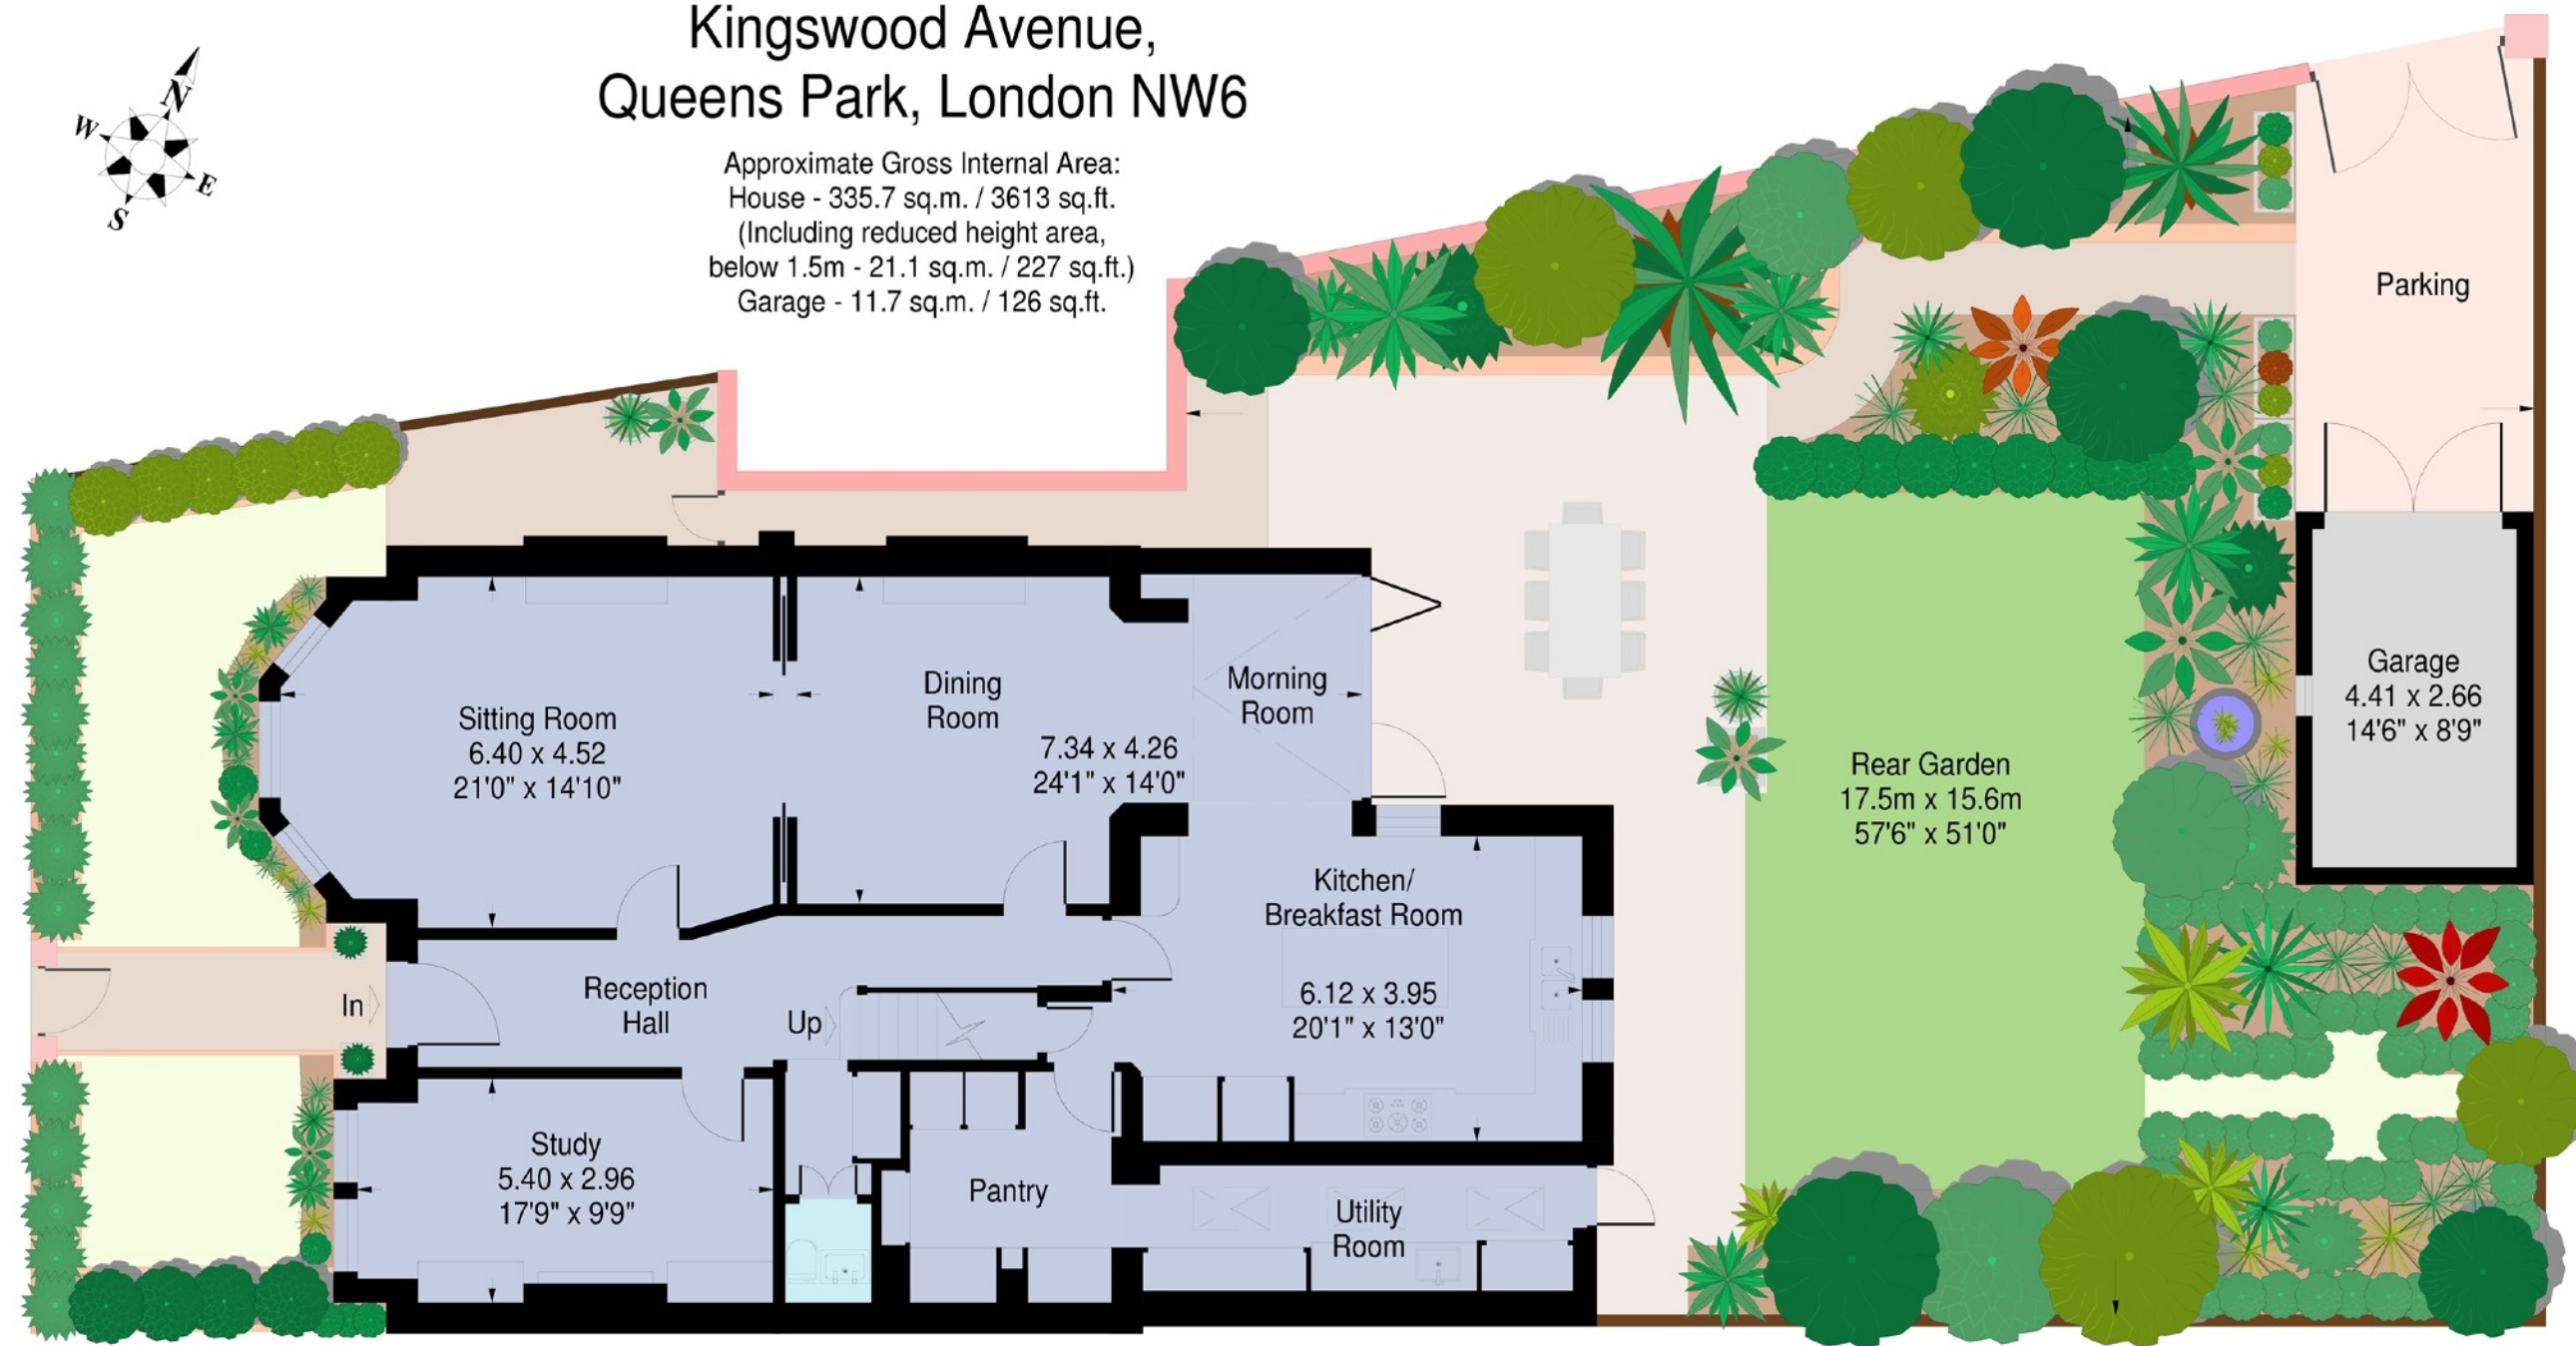 Kingswood Avenue,
Queens Park, London NW6
Approximate Gross Internal Area:
House - 335.7 sq.m. / 3613 sq.ft.
(Including reduced height area,
below 1.5m - 21.1 sq.m. / 227 sq.ft.)
Garage - 11.7 sq.m. / 126 sq.ft.
N
W
E
S
Parking
Sitting Room
6.40 x 4.52
21'0" x 14'10"
Dining
Room
7.34 x 4.26
24'1" x 14'0"
Morning
Room
Garage
4.41 x 2.66
14'6" x 8'9"
Rear Garden
17.5m x 15.6m
57'6" x 51'0"
Kitchen/
Breakfast Room
6.12 x 3.95
20'1" x 13'0"
In
Reception
Hall
Up
Study
5.40 x 2.96
17'9" x 9'9"
Pantry
Utility
Room